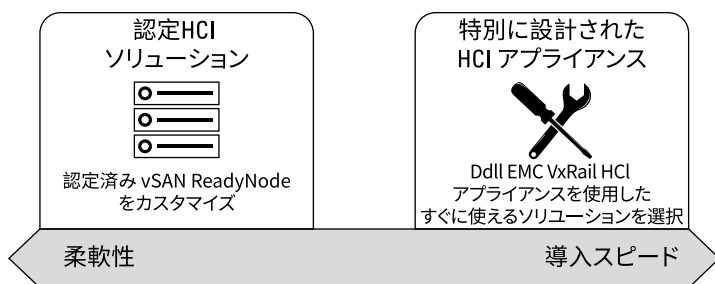 認定HCI
ソリューション
認定済み vSAN ReadyNode
をカスタマイズ
特別に設計された
HCI アプライアンス
Ddll EMC VxRail HCl
アプライアンスを使用した
すぐに使えるソリユーションを選択
柔軟性
導入スピード